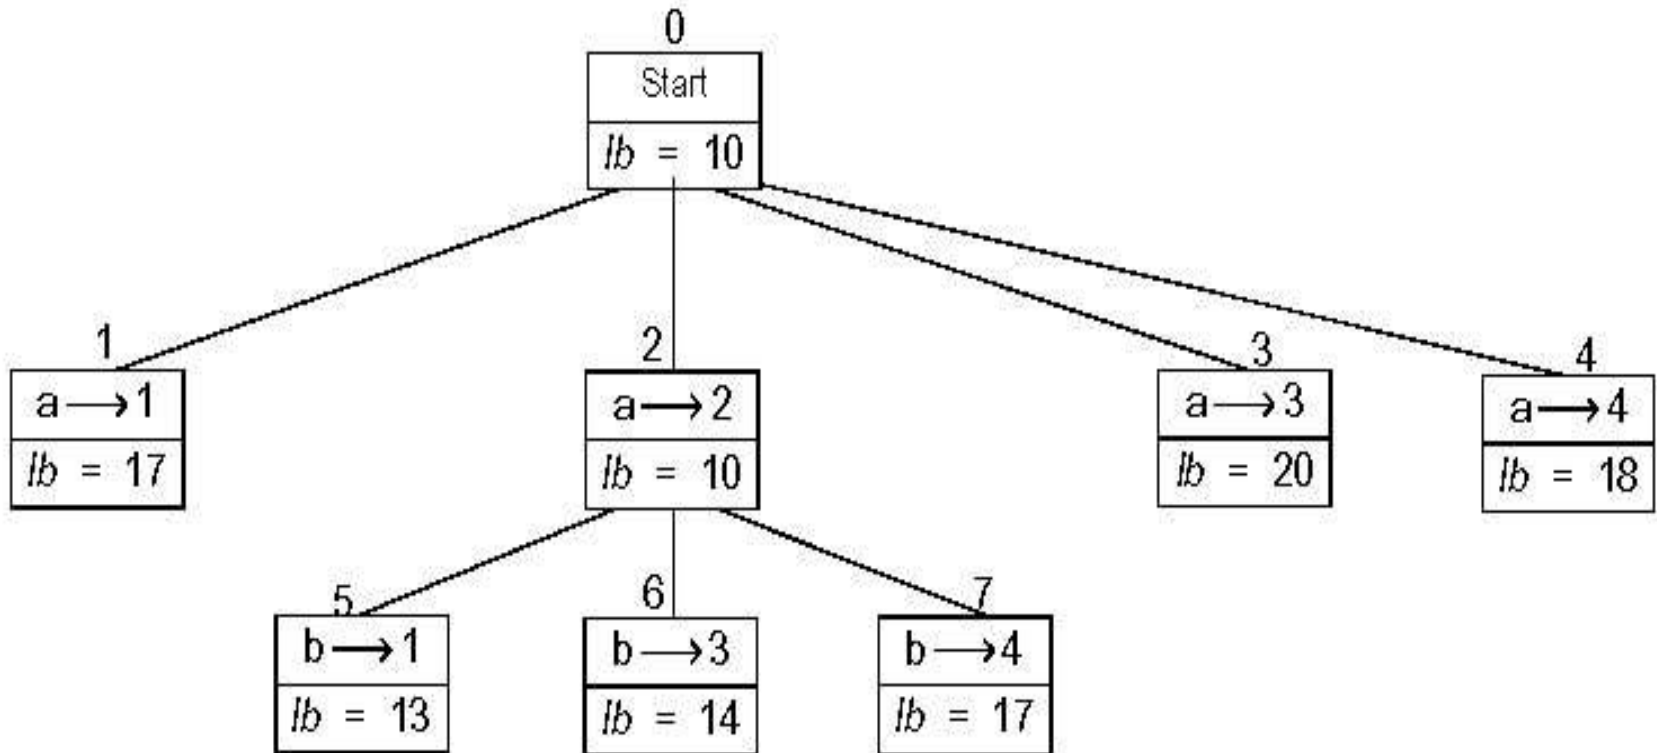 0
Start
lb = 10
1
a→1
lb = 17
2
a→2
lb = 10
3
a→3
lb = 20
4
a→4
lb = 18
5
b→1
lb = 13
6
b→3
lb = 14
7
b→4
lb = 17